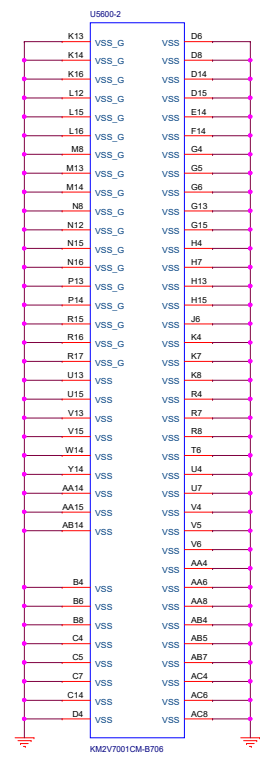 U5600-2
K13 VSS_G VSS D6
K14 VSS_G VSS D8
K16 VSS_G VSS D14
L12 VSS_G VSS D15
L15 VSS_G VSS E14
L16 VSS_G VSS F14
M8 VSS_G VSS G4
M13 VSS_G VSS G5
M14 VSS_G VSS G6
N8 VSS_G VSS G13
N12 VSS_G VSS G15
N15 VSS_G VSS H4
N16 VSS_G VSS H7
P13 VSS_G VSS H13
P14 VSS_G VSS H15
R15 VSS_G VSS J6
R16 VSS_G VSS K4
R17 VSS_G VSS K7
U13 VSS VSS K8
U15 VSS VSS R4
V13 VSS VSS R7
V15 VSS VSS R8
W14 VSS VSS T6
Y14 VSS VSS U4
AA14 VSS VSS U7
AA15 VSS VSS V4
AB14 VSS VSS V5
VSS V6
VSS AA4
B4 VSS VSS AA6
B6 VSS VSS AA8
B8 VSS VSS AB4
C4 VSS VSS AB5
C5 VSS VSS AB7
C7 VSS VSS AC4
C14 VSS VSS AC6
D4 VSS VSS AC8
KM2V7001CM-B706